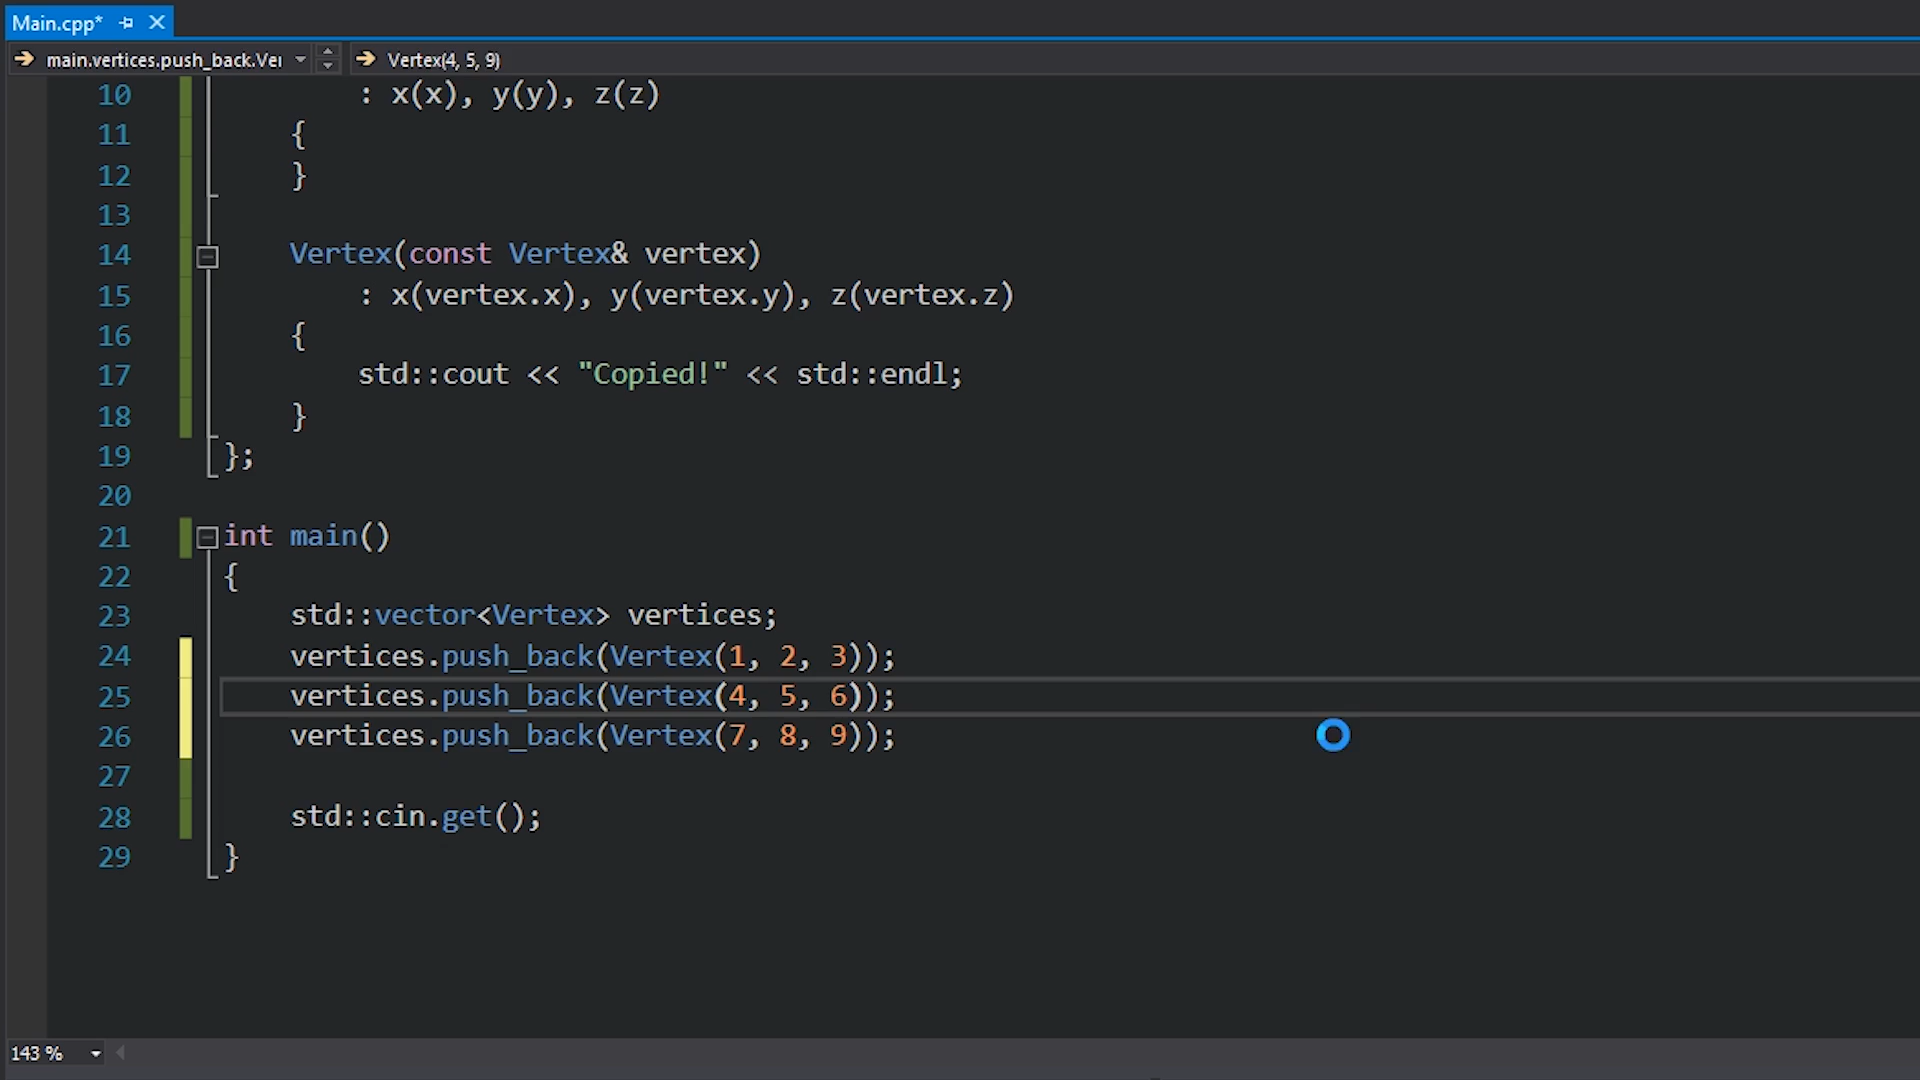 Main.cpp*
main.vertices.push_back.Ver Vertex(4, 5, 9)
10 : x(x), y(y), z(z)
11 {
12 }
13
14 Vertex(const Vertex& vertex)
15 : x(vertex.x), y(vertex.y), z(vertex.z)
16 {
17 std::cout << "Copied!" << std::endl;
18 }
19 };
20
21 int main()
22 {
23 std::vector<Vertex> vertices;
24 vertices.push_back(Vertex(1, 2, 3));
25 vertices.push_back(Vertex(4, 5, 6));
26 vertices.push_back(Vertex(7, 8, 9));
27
28 std::cin.get();
29 }
143 %